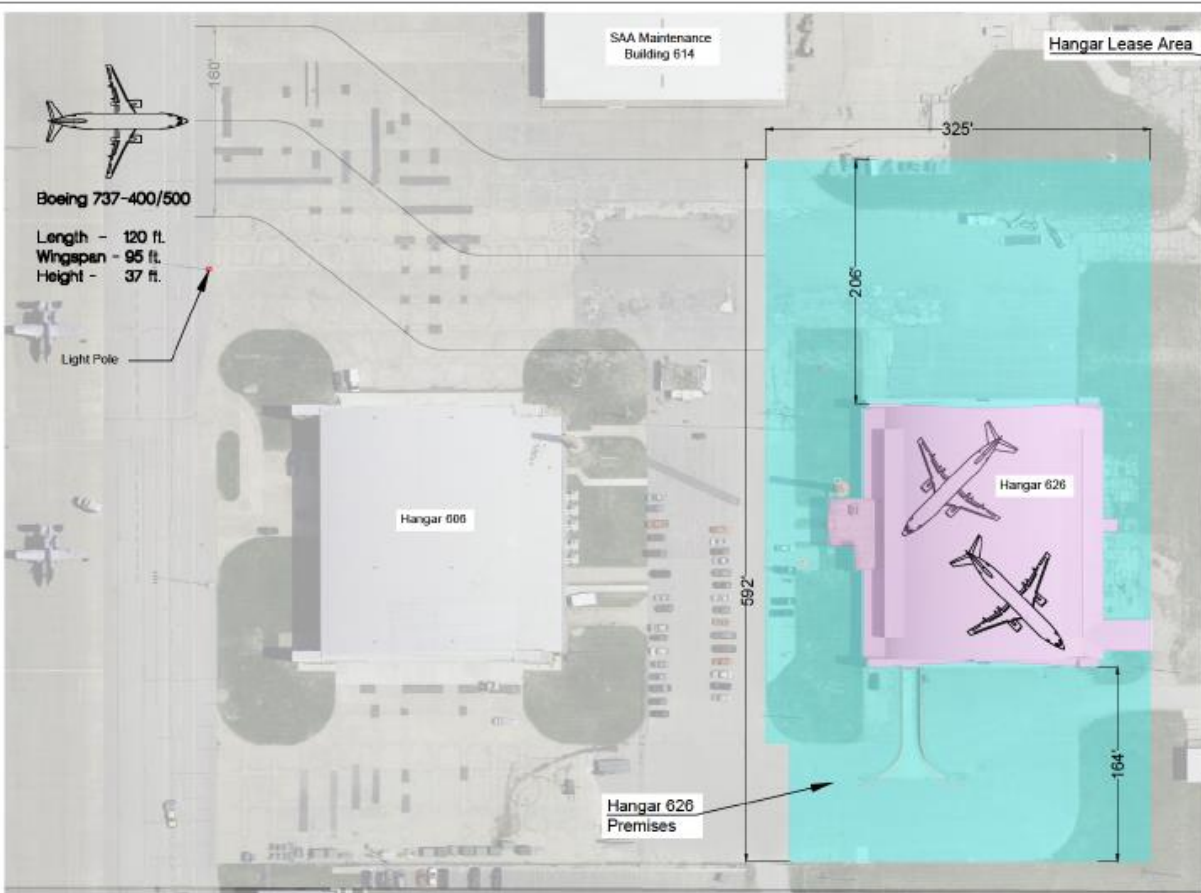 SAA Maintenance
Building 614
Hangar Lease Area
160'
325'
Boeing 737-400/500
Length - 120 ft.
Wingspan - 95 ft.
Height - 37 ft.
206'
Light Pole
Hangar 606
Hangar 626
592'
164'
Hangar 626
Premises